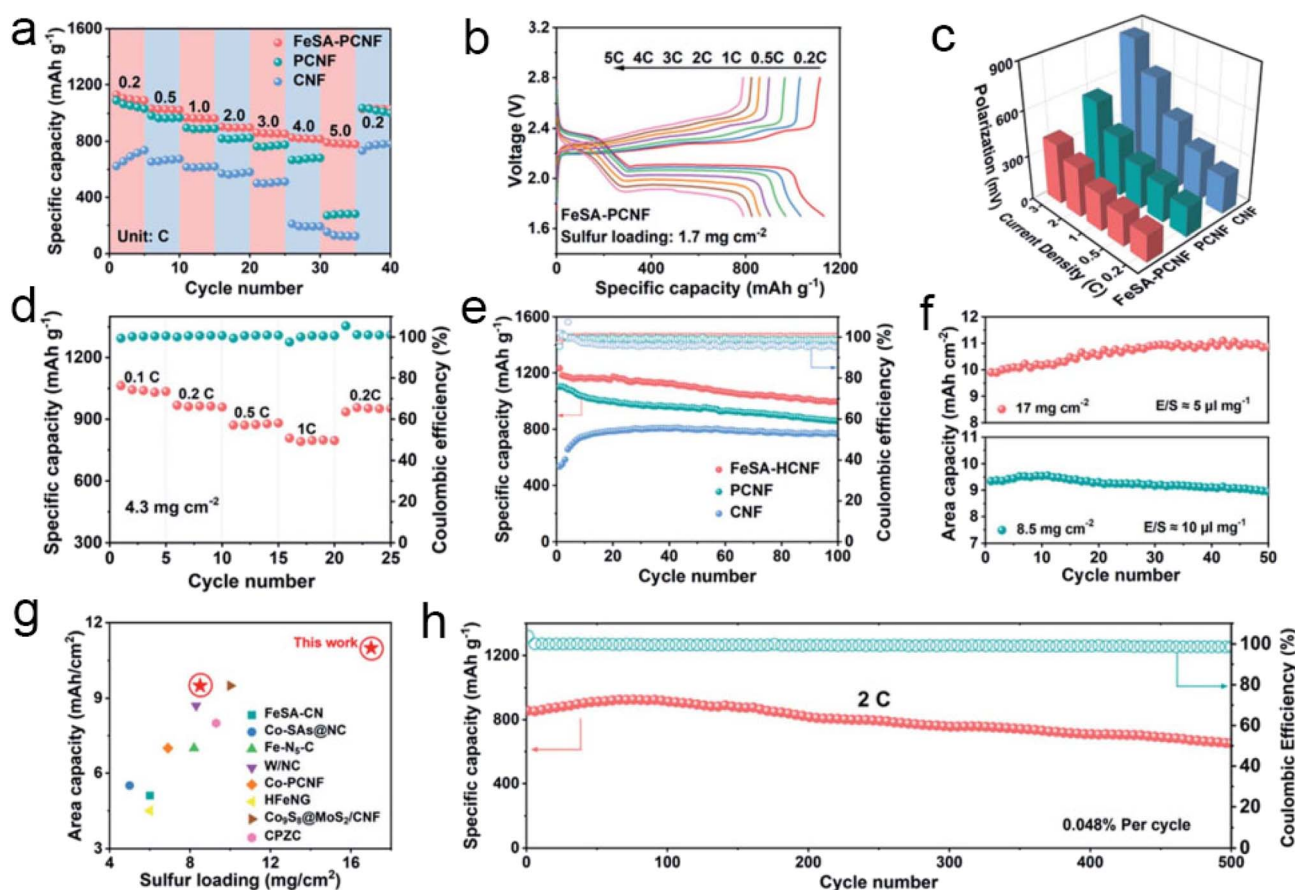 a
Specific capacity (mAh g⁻¹)
1600
1200
800
400
0
FeSA-PCNF
PCNF
CNF
0.2
0.5
1.0
2.0
3.0
4.0
5.0
0.2
Unit: C
0
10
20
30
40
Cycle number
b
Voltage (V)
3.2
2.8
2.4
2.0
1.6
5C 4C 3C 2C 1C 0.5C 0.2C
FeSA-PCNF
Sulfur loading: 1.7 mg cm⁻²
0
400
800
1200
Specific capacity (mAh g⁻¹)
c
Polarization (mV)
900
600
300
0
3
2
1
0.5
0.2
Current Density (C)
FeSA-PCNF
PCNF
CNF
d
Specific capacity (mAh g⁻¹)
1200
900
600
300
0.1 C
0.2 C
0.5 C
1C
0.2C
4.3 mg cm⁻²
0
5
10
15
20
25
Cycle number
100
80
60
40
20
0
Coulombic efficiency (%)
e
Specific capacity (mAh g⁻¹)
1600
1200
800
400
0
FeSA-HCNF
PCNF
CNF
0
20
40
60
80
100
Cycle number
100
80
60
40
20
0
Coulombic efficiency (%)
f
Area capacity (mAh cm⁻²)
12
11
10
9
8
17 mg cm⁻²
E/S ≈ 5 μl mg⁻¹
11
10
9
8
7
8.5 mg cm⁻²
E/S ≈ 10 μl mg⁻¹
0
10
20
30
40
50
Cycle number
g
Area capacity (mAh/cm²)
12
9
6
3
This work
FeSA-CN
Co-SAs@NC
Fe-N₅-C
W/NC
Co-PCNF
HFeNG
Co₉S₈@MoS₂/CNF
CPZC
4
8
12
16
Sulfur loading (mg/cm²)
h
Specific capacity (mAh g⁻¹)
1200
800
400
0
2 C
0.048% Per cycle
0
100
200
300
400
500
Cycle number
100
80
60
40
20
0
Coulombic Efficiency (%)